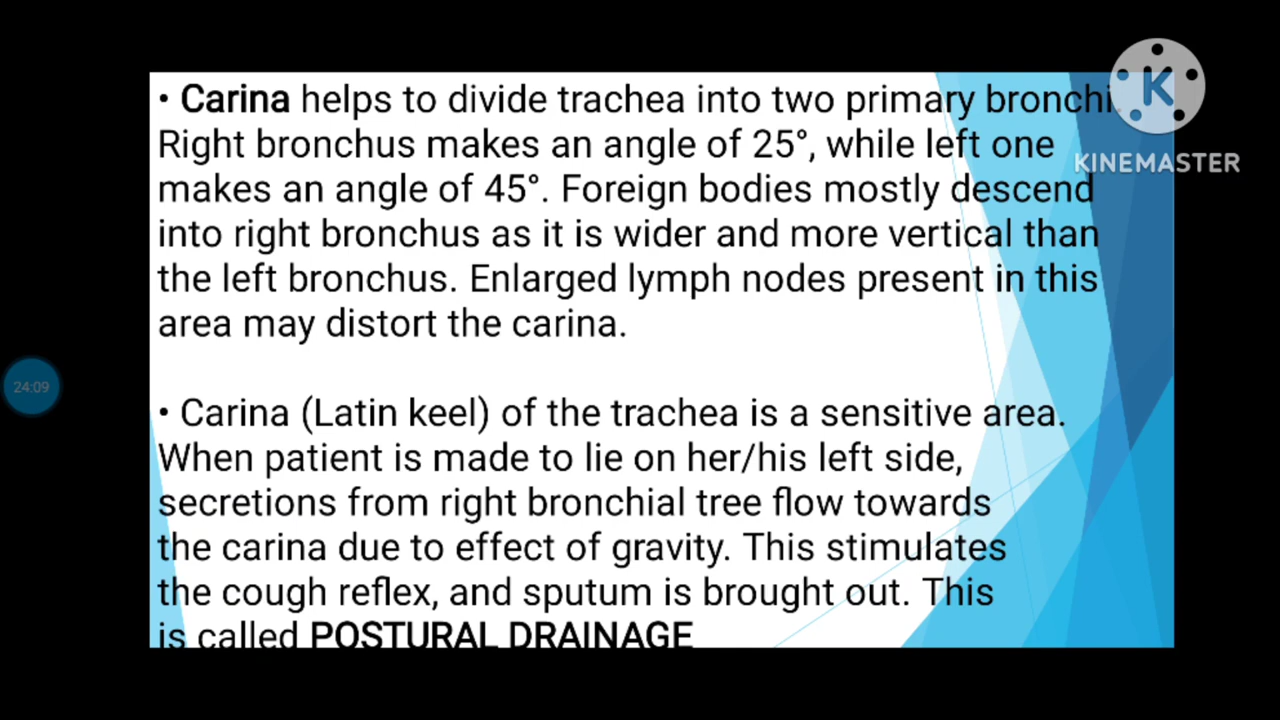 • Carina helps to divide trachea into two primary bronchi.
Right bronchus makes an angle of 25°, while left one
makes an angle of 45°. Foreign bodies mostly descend
into right bronchus as it is wider and more vertical than
the left bronchus. Enlarged lymph nodes present in this
area may distort the carina.
• Carina (Latin keel) of the trachea is a sensitive area.
When patient is made to lie on her/his left side,
secretions from right bronchial tree flow towards
the carina due to effect of gravity. This stimulates
the cough reflex, and sputum is brought out. This
is called POSTURAL DRAINAGE
K
KINEMASTER
24:09